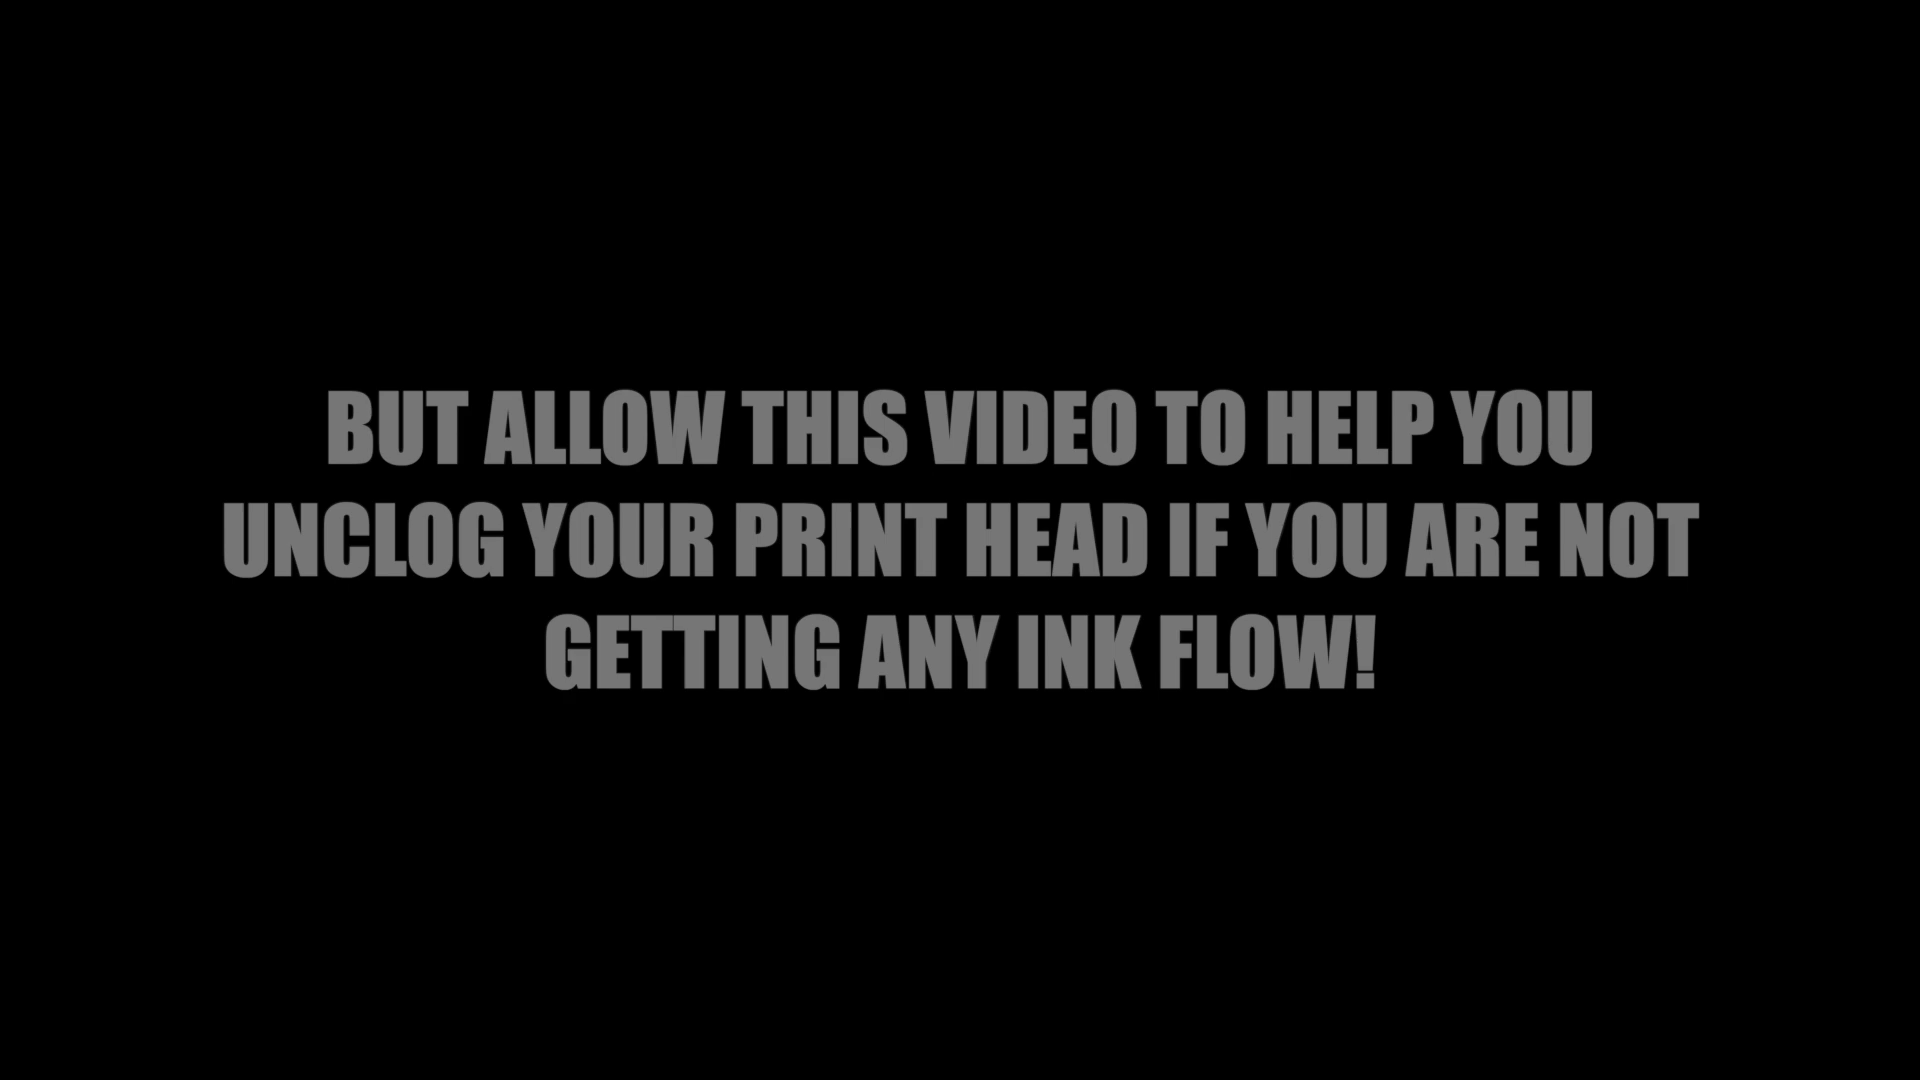 BUT ALLOW THIS VIDEO TO HELP YOU
UNCLOG YOUR PRINT HEAD IF YOU ARE NOT
GETTING ANY INK FLOW!